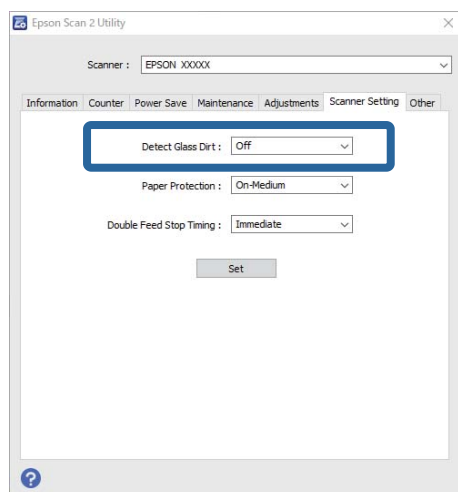 Epson Scan 2 Utility
Scanner : EPSON XXXXX
Information Counter Power Save Maintenance Adjustments Scanner Setting Other
Detect Glass Dirt : Off
Paper Protection : On-Medium
Double Feed Stop Timing : Immediate
Set
?